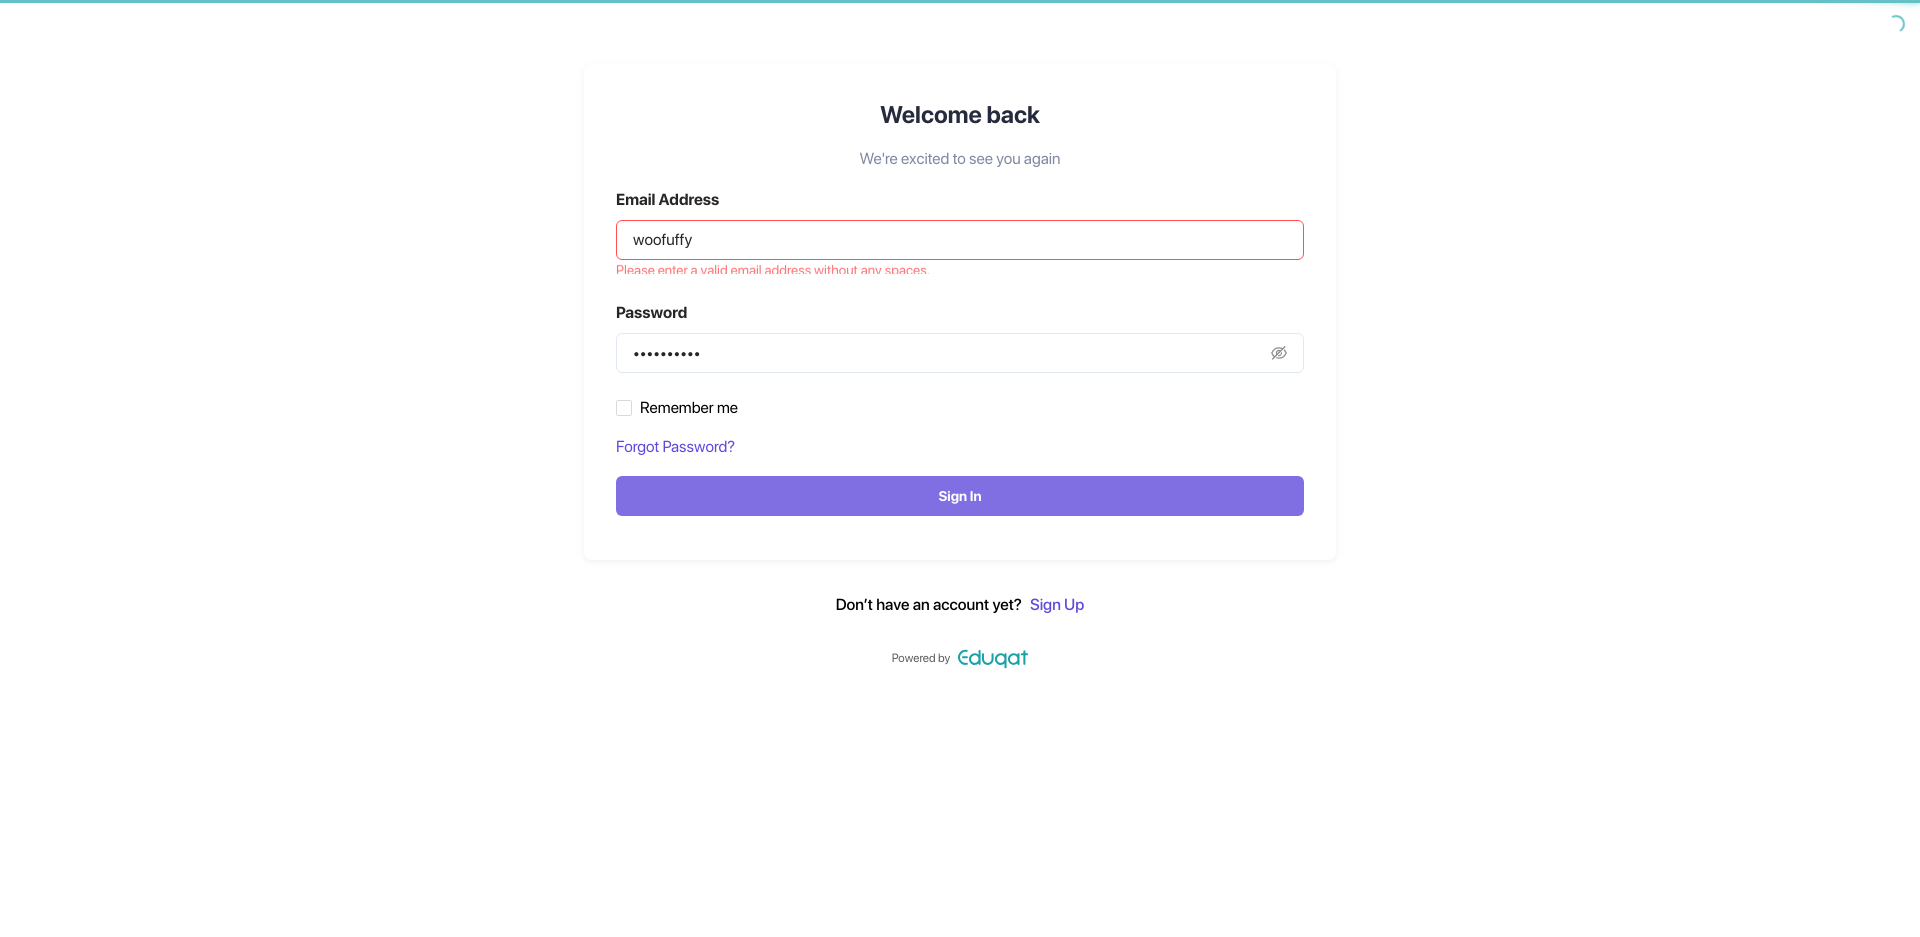 Welcome back
We're excited to see you again
Email Address
woofuffy
Please enter a valid email address without any spaces.
Password
••••••••••
Remember me
Forgot Password?
Sign In
Don't have an account yet? Sign Up
Powered by Eduqat